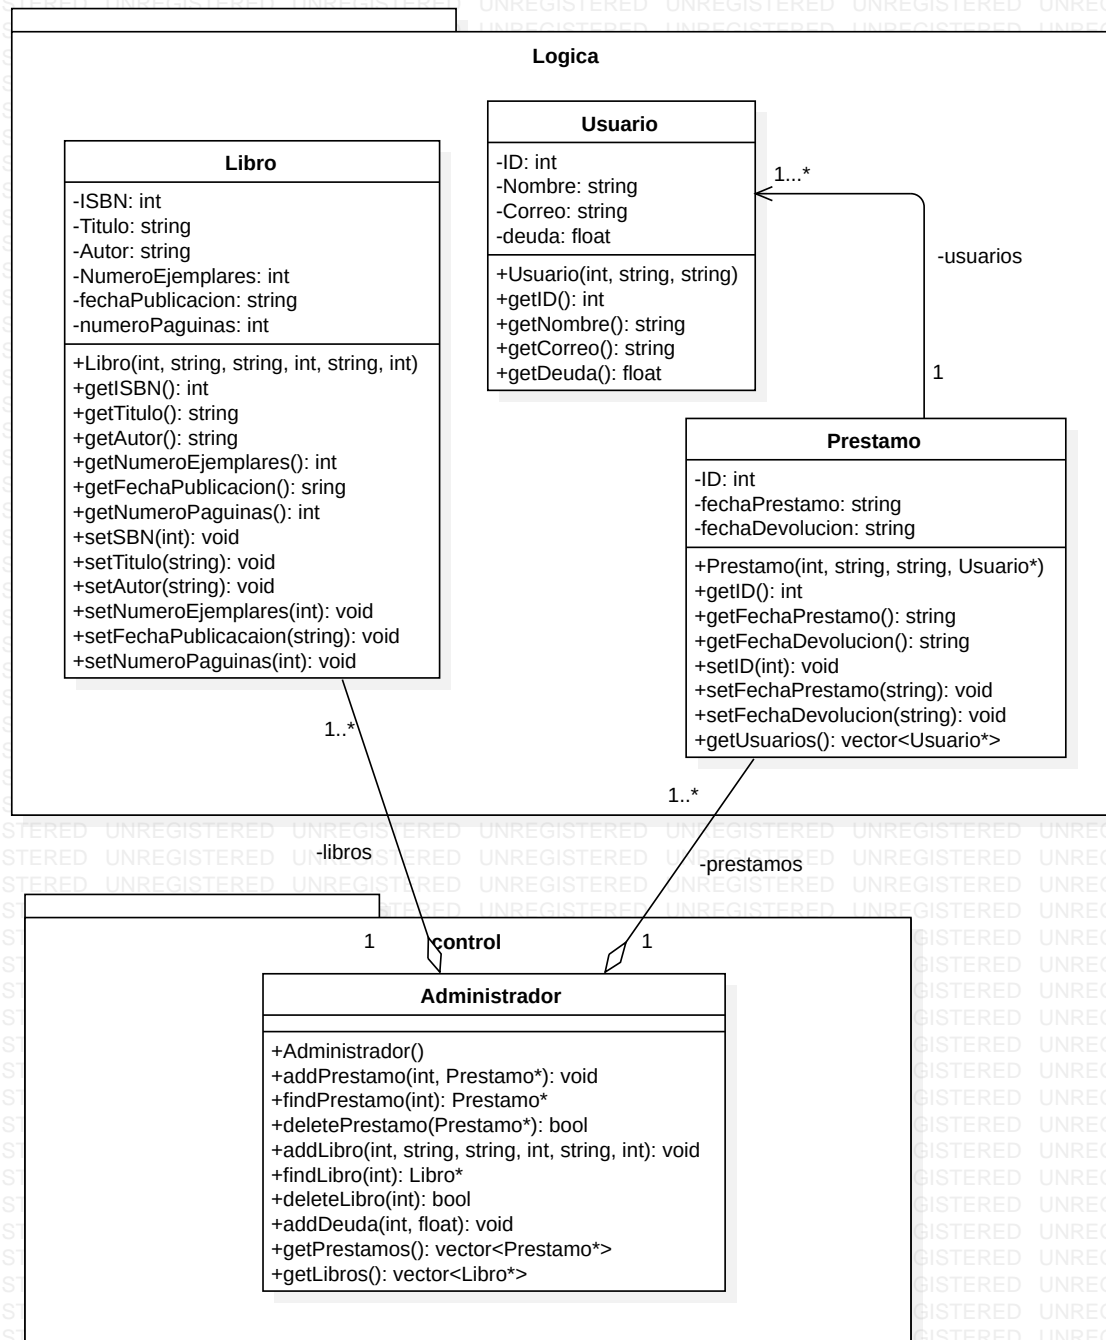 Logica
Libro
-ISBN: int
-Titulo: string
-Autor: string
-NumeroEjemplares: int
-fechaPublicacion: string
-numeroPaguinas: int
+Libro(int, string, string, int, string, int)
+getISBN(): int
+getTitulo(): string
+getAutor(): string
+getNumeroEjemplares(): int
+getFechaPublicacion(): sring
+getNumeroPaguinas(): int
+setSBN(int): void
+setTitulo(string): void
+setAutor(string): void
+setNumeroEjemplares(int): void
+setFechaPublicacaion(string): void
+setNumeroPaguinas(int): void
Usuario
-ID: int
-Nombre: string
-Correo: string
-deuda: float
+Usuario(int, string, string)
+getID(): int
+getNombre(): string
+getCorreo(): string
+getDeuda(): float
1...*
-usuarios
1
Prestamo
-ID: int
-fechaPrestamo: string
-fechaDevolucion: string
+Prestamo(int, string, string, Usuario*)
+getID(): int
+getFechaPrestamo(): string
+getFechaDevolucion(): string
+setID(int): void
+setFechaPrestamo(string): void
+setFechaDevolucion(string): void
+getUsuarios(): vector<Usuario*>
1..*
1..*
-libros
-prestamos
1
control
1
Administrador
+Administrador()
+addPrestamo(int, Prestamo*): void
+findPrestamo(int): Prestamo*
+deletePrestamo(Prestamo*): bool
+addLibro(int, string, string, int, string, int): void
+findLibro(int): Libro*
+deleteLibro(int): bool
+addDeuda(int, float): void
+getPrestamos(): vector<Prestamo*>
+getLibros(): vector<Libro*>
UNREGISTERED